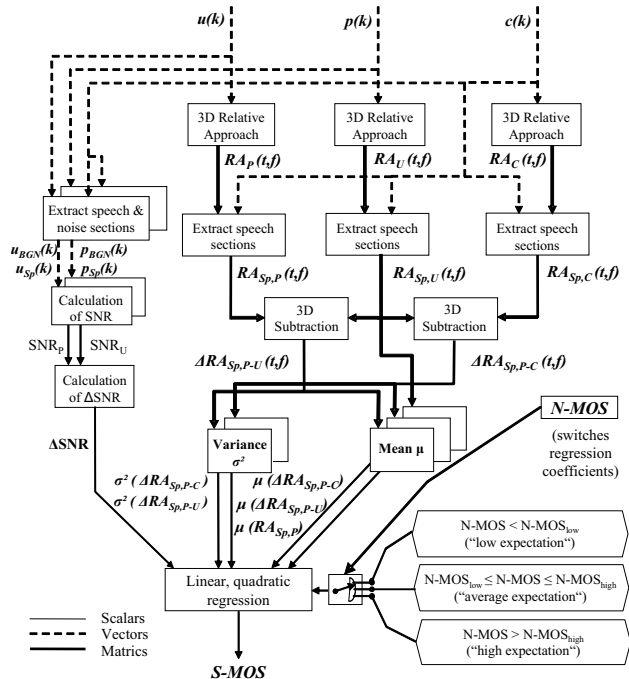 u(k)
p(k)
c(k)
3D Relative
Approach
3D Relative
Approach
3D Relative
Approach
RA_P(t,f)
RA_U(t,f)
RA_C(t,f)
Extract speech &
noise sections
Extract speech
sections
Extract speech
sections
Extract speech
sections
u_BGN(k)
u_Sp(k)
p_BGN(k)
p_Sp(k)
RA_Sp,P(t,f)
RA_Sp,U(t,f)
RA_Sp,C(t,f)
Calculation
of SNR
3D
Subtraction
3D
Subtraction
SNR_P
SNR_U
ΔRA_Sp,P-U(t,f)
ΔRA_Sp,P-C(t,f)
Calculation
of ΔSNR
ΔSNR
Variance
σ²
Mean μ
N-MOS
(switches
regression
coefficients)
σ² (ΔRA_Sp,P-C)
σ² (ΔRA_Sp,P-U)
μ (ΔRA_Sp,P-C)
μ (ΔRA_Sp,P-U)
μ (RA_Sp,P)
N-MOS < N-MOS_low
("low expectation")
Linear, quadratic
regression
N-MOS_low ≤ N-MOS ≤ N-MOS_high
("average expectation")
N-MOS > N-MOS_high
("high expectation")
Scalars
Vectors
Matrics
S-MOS